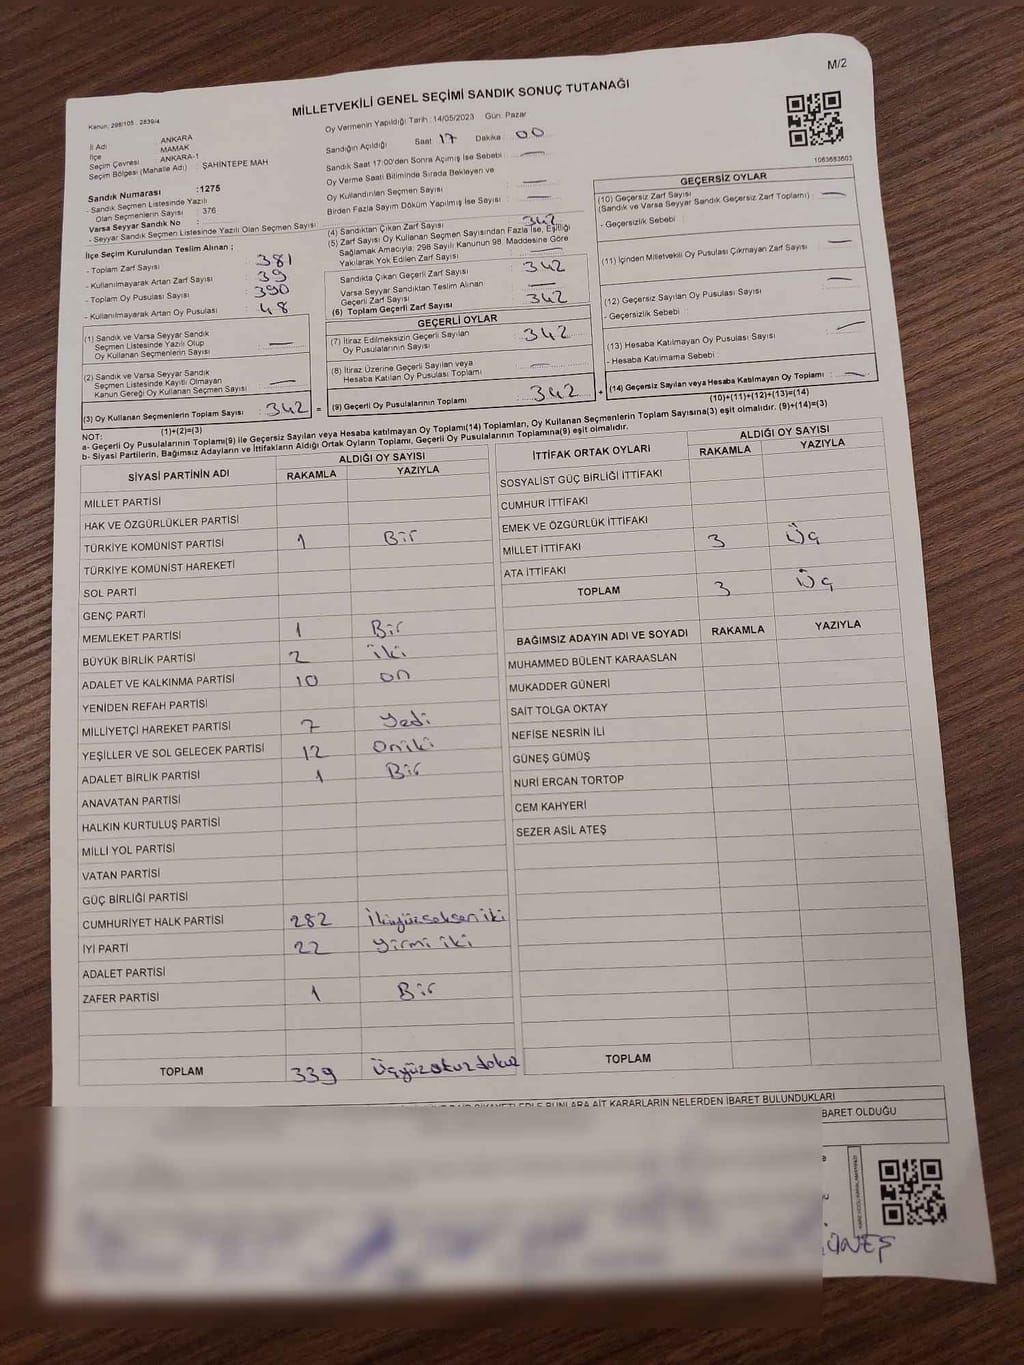 M/2
MİLLETVEKİLİ GENEL SEÇİMİ SANDIK SONUÇ TUTANAĞI
Kanun, 298/105 , 2839/4
İl Adı : ANKARA
İlçe : MAMAK
Seçim Çevresi : ANKARA-1
Seçim Bölgesi (Mahalle Adı) : ŞAHİNTEPE MAH
Sandık Numarası :1275
- Sandık Seçmen Listesinde Yazılı
Olan Seçmenlerin Sayısı : 376
Varsa Seyyar Sandık No :
- Seyyar Sandık Seçmen Listesinde Yazılı Olan Seçmen Sayısı :
İlçe Seçim Kurulundan Teslim Alınan ;
- Toplam Zarf Sayısı : 381
- Kullanılmayarak Artan Zarf Sayısı : 39
- Toplam Oy Pusulası Sayısı : 390
- Kullanılmayarak Artan Oy Pusulası : 48
(1) Sandık ve Varsa Seyyar Sandık
Seçmen Listesinde Yazılı Olup
Oy Kullanan Seçmenlerin Sayısı : —
(2) Sandık ve Varsa Seyyar Sandık
Seçmen Listesinde Kayıtlı Olmayan
Kanun Gereği Oy Kullanan Seçmen Sayısı : —
(3) Oy Kullanan Seçmenlerin Toplam Sayısı : 342 =
(1)+(2)=(3)
Oy Vermenin Yapıldığı Tarih : 14/05/2023 Gün: Pazar
Sandığın Açıldığı Saat 17 Dakika : 00
Sandık Saat 17:00'den Sonra Açımış İse Sebebi : —
Oy Verme Saati Bitiminde Sırada Bekleyen ve
Oy Kullandırılan Seçmen Sayısı : —
Birden Fazla Sayım Döküm Yapılmış İse Sayısı : —
(4) Sandıktan Çıkan Zarf Sayısı : 342
(5) Zarf Sayısı Oy Kullanan Seçmen Sayısından Fazla İse, Eşitliği
Sağlamak Amacıyla, 298 Sayılı Kanunun 98. Maddesine Göre
Yakılarak Yok Edilen Zarf Sayısı : —
Sandıkta Çıkan Geçerli Zarf Sayısı : 342
Varsa Seyyar Sandıktan Teslim Alınan
Geçerli Zarf Sayısı : —
(6) Toplam Geçerli Zarf Sayısı : 342
GEÇERLİ OYLAR
(7) İtiraz Edilmeksizin Geçerli Sayılan
Oy Pusulalarının Sayısı : 342
(8) İtiraz Üzerine Geçerli Sayılan veya
Hesaba Katılan Oy Pusulası Toplamı : —
(9) Geçerli Oy Pusulalarının Toplamı : 342 +
1063683603
GEÇERSİZ OYLAR
(10) Geçersiz Zarf Sayısı
(Sandık ve Varsa Seyyar Sandık Geçersiz Zarf Toplamı) : —
- Geçersizlik Sebebi :
(11) İçinden Milletvekili Oy Pusulası Çıkmayan Zarf Sayısı : —
(12) Geçersiz Sayılan Oy Pusulası Sayısı : —
- Geçersizlik Sebebi :
(13) Hesaba Katılmayan Oy Pusulası Sayısı : —
- Hesaba Katılmama Sebebi :
(14) Geçersiz Sayılan veya Hesaba Katılmayan Oy Toplamı : —
(10)+(11)+(12)+(13)=(14)
NOT:
a- Geçerli Oy Pusulalarının Toplamı(9) ile Geçersiz Sayılan veya Hesaba katılmayan Oy Toplamı(14) Toplamları, Oy Kullanan Seçmenlerin Toplam Sayısına(3) eşit olmalıdır. (9)+(14)=(3)
b- Siyasi Partilerin, Bağımsız Adayların ve İttifakların Aldığı Ortak Oyların Toplamı, Geçerli Oy Pusulalarının Toplamına(9) eşit olmalıdır.
SİYASİ PARTİNİN ADI ALDIĞI OY SAYISI
RAKAMLA YAZIYLA
MİLLET PARTİSİ
HAK VE ÖZGÜRLÜKLER PARTİSİ
TÜRKİYE KOMÜNİST PARTİSİ 1 Bir
TÜRKİYE KOMÜNİST HAREKETİ
SOL PARTİ
GENÇ PARTİ
MEMLEKET PARTİSİ 1 Bir
BÜYÜK BİRLİK PARTİSİ 2 iki
ADALET VE KALKINMA PARTİSİ 10 on
YENİDEN REFAH PARTİSİ
MİLLİYETÇİ HAREKET PARTİSİ 7 yedi
YEŞİLLER VE SOL GELECEK PARTİSİ 12 oniki
ADALET BİRLİK PARTİSİ 1 Bir
ANAVATAN PARTİSİ
HALKIN KURTULUŞ PARTİSİ
MİLLİ YOL PARTİSİ
VATAN PARTİSİ
GÜÇ BİRLİĞİ PARTİSİ
CUMHURİYET HALK PARTİSİ 282 ikiyüzseksen iki
İYİ PARTİ 22 yirmi iki
ADALET PARTİSİ
ZAFER PARTİSİ 1 Bir
TOPLAM 339 üçyüzotuz dokuz
İTTİFAK ORTAK OYLARI ALDIĞI OY SAYISI
RAKAMLA YAZIYLA
SOSYALİST GÜÇ BİRLİĞİ İTTİFAKI
CUMHUR İTTİFAKI
EMEK VE ÖZGÜRLÜK İTTİFAKI
MİLLET İTTİFAKI 3 Üç
ATA İTTİFAKI
TOPLAM 3 Üç
BAĞIMSIZ ADAYIN ADI VE SOYADI RAKAMLA YAZIYLA
MUHAMMED BÜLENT KARAASLAN
MUKADDER GÜNERİ
SAİT TOLGA OKTAY
NEFİSE NESRİN İLİ
GÜNEŞ GÜMÜŞ
NURİ ERCAN TORTOP
CEM KAHYERİ
SEZER ASİL ATEŞ
TOPLAM
BUNLARA AİT KARARLARIN NELERDEN İBARET BULUNDUKLARI
BARET OLDUĞU